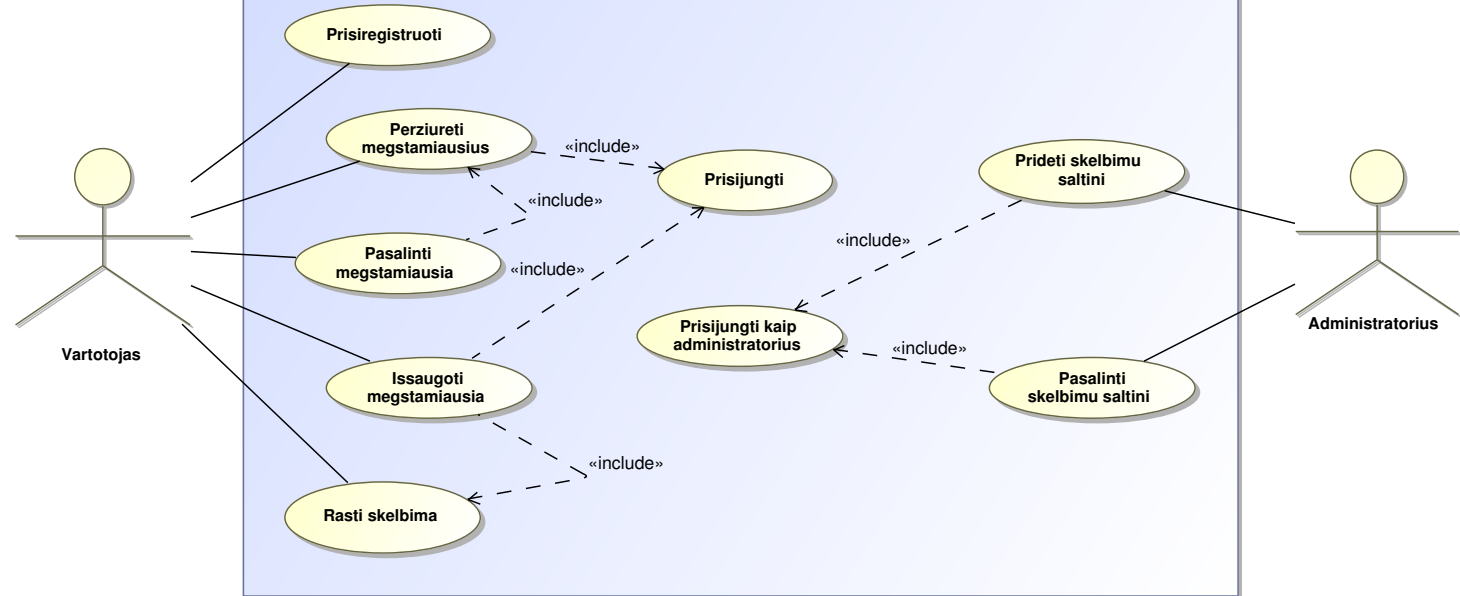 Prisiregistruoti
Perziureti
megstamiausius
«include»
Prisijungti
Prideti skelbimu
saltini
«include»
Pasalinti
megstamiausia
«include»
«include»
Vartotojas
Administratorius
Prisijungti kaip
administratorius
«include»
Issaugoti
megstamiausia
Pasalinti
skelbimu saltini
«include»
Rasti skelbima